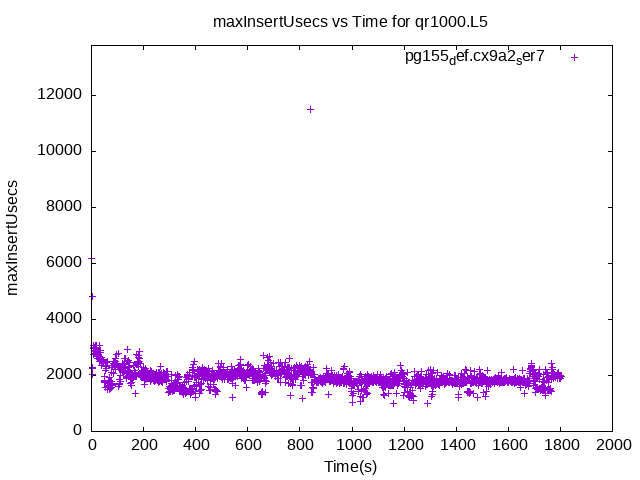 maxInsertUsecs vs Time for qr1000.L5
pg155def.cx9a2ser7
maxInsertUsecs
12000
10000
8000
6000
4000
2000
0
0 200 400 600 800 1000 1200 1400 1600 1800 2000
Time(s)